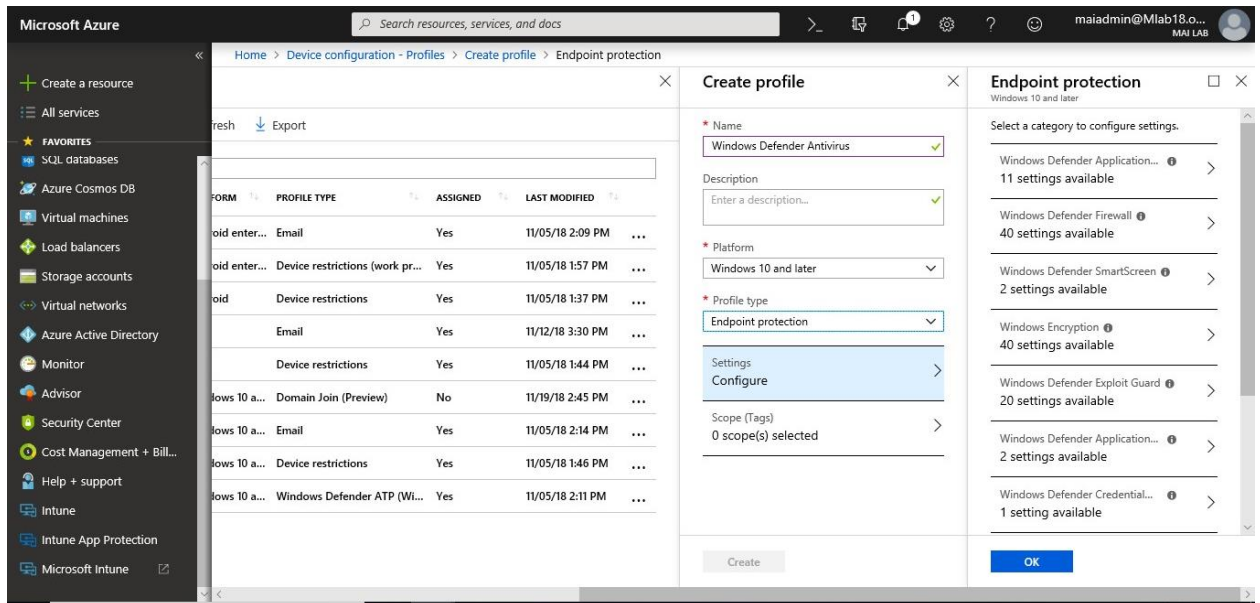 Microsoft Azure
Search resources, services, and docs
1
maiadmin@Mlab18.o...
MAI LAB
Home > Device configuration - Profiles > Create profile > Endpoint protection
Create a resource
All services
FAVORITES
SQL databases
Azure Cosmos DB
Virtual machines
Load balancers
Storage accounts
Virtual networks
Azure Active Directory
Monitor
Advisor
Security Center
Cost Management + Bill...
Help + support
Intune
Intune App Protection
Microsoft Intune
fresh Export
FORM PROFILE TYPE ASSIGNED LAST MODIFIED
oid enter... Email Yes 11/05/18 2:09 PM ...
oid enter... Device restrictions (work pr... Yes 11/05/18 1:57 PM ...
oid Device restrictions Yes 11/05/18 1:37 PM ...
Email Yes 11/12/18 3:30 PM ...
Device restrictions Yes 11/05/18 1:44 PM ...
dows 10 a... Domain Join (Preview) No 11/19/18 2:45 PM ...
dows 10 a... Email Yes 11/05/18 2:14 PM ...
dows 10 a... Device restrictions Yes 11/05/18 1:46 PM ...
dows 10 a... Windows Defender ATP (Wi... Yes 11/05/18 2:11 PM ...
Create profile
* Name
Windows Defender Antivirus
Description
Enter a description...
* Platform
Windows 10 and later
* Profile type
Endpoint protection
Settings
Configure
Scope (Tags)
0 scope(s) selected
Create
Endpoint protection
Windows 10 and later
Select a category to configure settings.
Windows Defender Application...
11 settings available
Windows Defender Firewall
40 settings available
Windows Defender SmartScreen
2 settings available
Windows Encryption
40 settings available
Windows Defender Exploit Guard
20 settings available
Windows Defender Application...
2 settings available
Windows Defender Credential...
1 setting available
OK